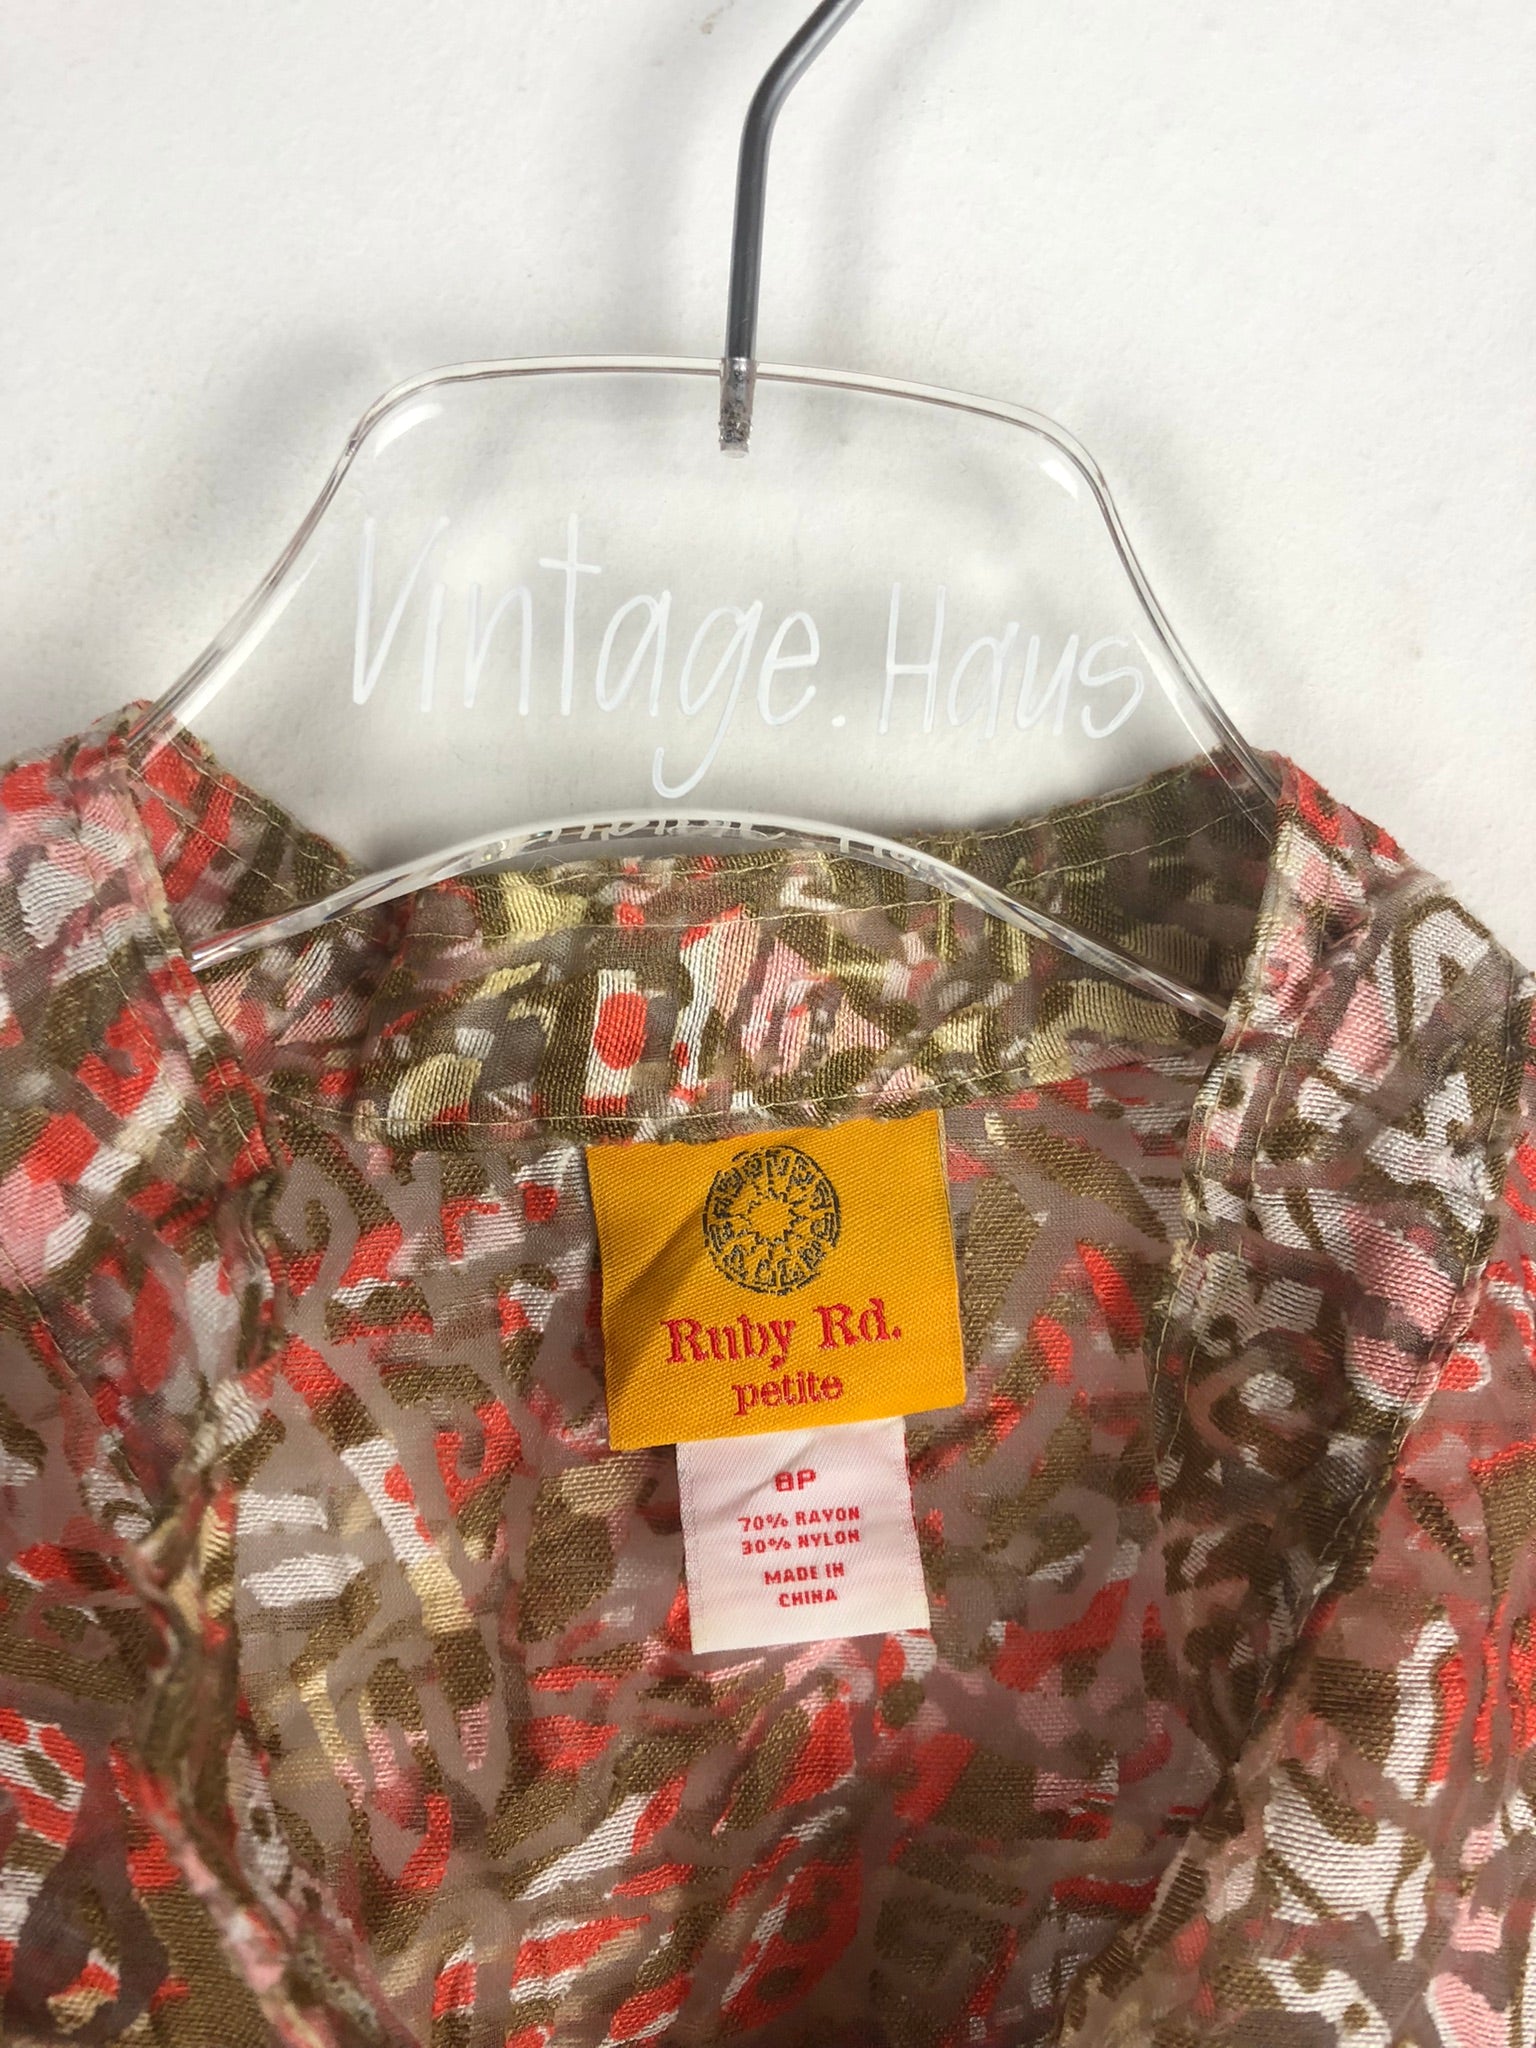 Vintage.Haus
Ruby Rd.
petite
8P
70% RAYON
30% NYLON
MADE IN
CHINA